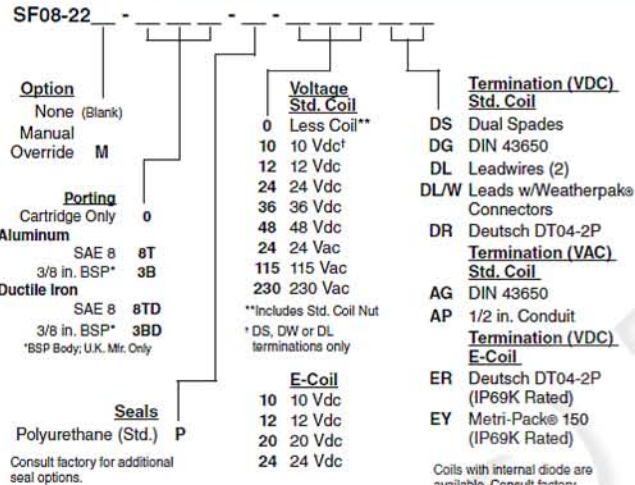 SF08-22__ - ___ - _ - ___ __
Option
None (Blank)
Manual
Override M
Porting
Cartridge Only 0
Aluminum
SAE 8 8T
3/8 in. BSP* 3B
Ductile Iron
SAE 8 8TD
3/8 in. BSP* 3BD
*BSP Body; U.K. Mfr. Only
Seals
Polyurethane (Std.) P
Consult factory for additional
seal options.
Voltage
Std. Coil
0 Less Coil**
10 10 Vdc†
12 12 Vdc
24 24 Vdc
36 36 Vdc
48 48 Vdc
24 24 Vac
115 115 Vac
230 230 Vac
**Includes Std. Coil Nut
† DS, DW or DL
terminations only
E-Coil
10 10 Vdc
12 12 Vdc
20 20 Vdc
24 24 Vdc
Termination (VDC)
Std. Coil
DS Dual Spades
DG DIN 43650
DL Leadwires (2)
DL/W Leads w/Weatherpak®
Connectors
DR Deutsch DT04-2P
Termination (VAC)
Std. Coil
AG DIN 43650
AP 1/2 in. Conduit
Termination (VDC)
E-Coil
ER Deutsch DT04-2P
(IP69K Rated)
EY Metri-Pack® 150
(IP69K Rated)
Coils with internal diode are
available. Consult factory